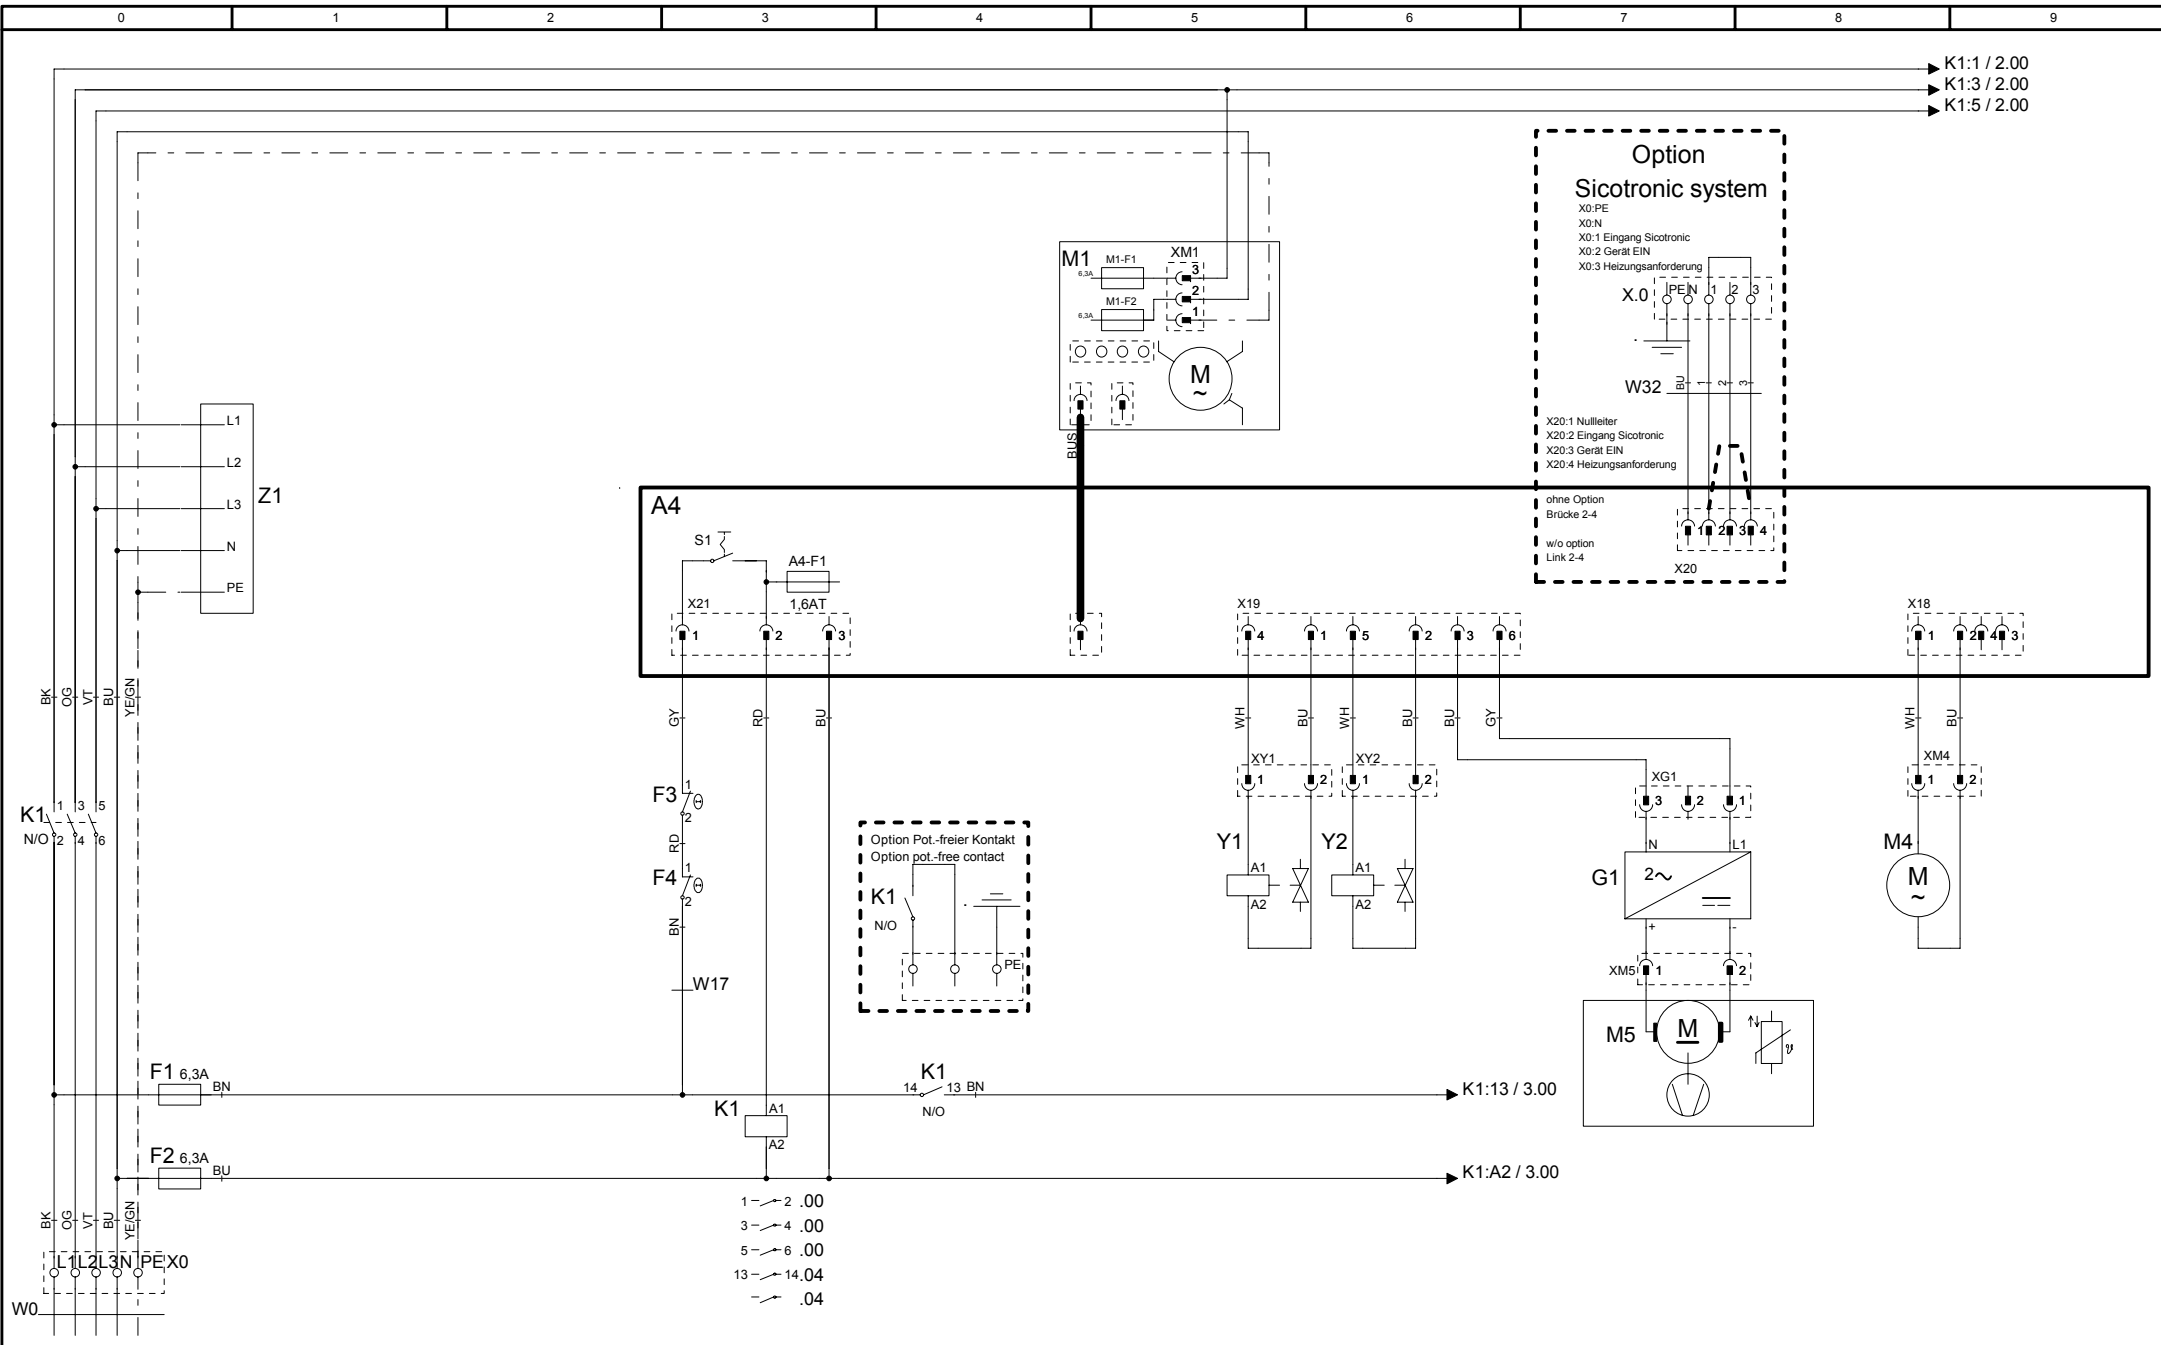 0 1 2 3 4 5 6 7 8 9
K1:1 / 2.00
K1:3 / 2.00
K1:5 / 2.00
Option
Sicotronic system
X0:PE
X0:N
X0:1 Eingang Sicotronic
X0:2 Gerät EIN
X0:3 Heizungsanforderung
X.0 PE N 1 2 3
W32 BU 1 2 3
X20:1 Nullleiter
X20:2 Eingang Sicotronic
X20:3 Gerät EIN
X20:4 Heizungsanforderung
ohne Option
Brücke 2-4
w/o option
Link 2-4
1 2 3 4
X20
M1 M1-F1 XM1
6,3A 3
M1-F2 2
6,3A 1
M
~
BUS
L1
L2
L3
N
PE
Z1
A4
S1
A4-F1
1,6AT
X21
1 2 3
X19
4 1 5 2 3 6
X18
1 2 4 3
BK OG VT BU YE/GN
GY RD BU
WH BU WH BU BU GY
WH BU
K1 1 3 5
N/O 2 4 6
F3 1
2
RD
F4 1
2
BN
W17
Option Pot.-freier Kontakt
Option pot.-free contact
K1
N/O
PE
XY1
1 2
XY2
1 2
Y1 A1
A2
Y2 A1
A2
XG1
3 2 1
N L1
G1 2~
+ -
XM5 1 2
M5 M
ϑ
XM4
1 2
M4
M
~
F1 6,3A BN
K1
14 13 BN
N/O
K1:13 / 3.00
K1 A1
A2
F2 6,3A BU
K1:A2 / 3.00
1 2 .00
3 4 .00
5 6 .00
13 14 .04
.04
BK OG VT BU YE/GN
L1 L2 L3 N PE X0
W0